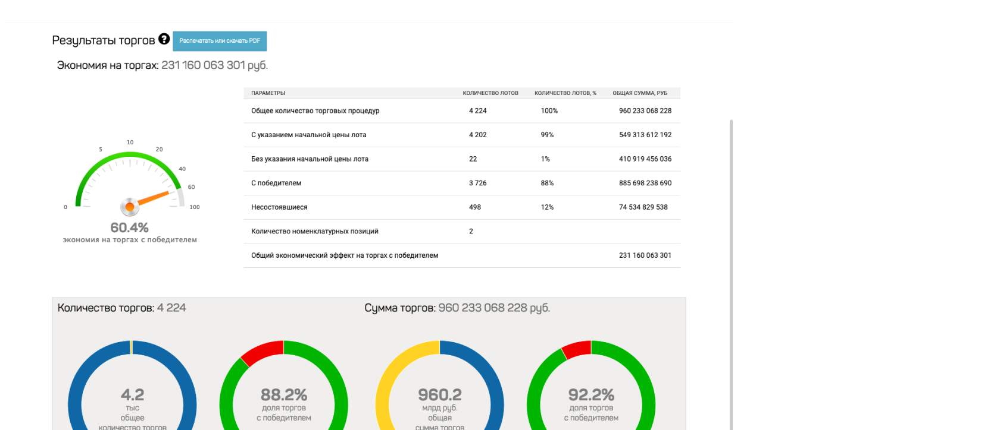 Результаты торгов ? Распечатать или скачать PDF
Экономия на торгах: 231 160 063 301 руб.
ПАРАМЕТРЫ КОЛИЧЕСТВО ЛОТОВ КОЛИЧЕСТВО ЛОТОВ, % ОБЩАЯ СУММА, РУБ
Общее количество торговых процедур 4 224 100% 960 233 068 228
С указанием начальной цены лота 4 202 99% 549 313 612 192
Без указания начальной цены лота 22 1% 410 919 456 036
С победителем 3 726 88% 885 698 238 690
Несостоявшиеся 498 12% 74 534 829 538
Количество номенклатурных позиций 2
Общий экономический эффект на торгах с победителем 231 160 063 301
0 5 10 20 40 60 100
60.4%
экономия на торгах с победителем
Количество торгов: 4 224 Сумма торгов: 960 233 068 228 руб.
4.2
тыс
общее
количество торгов
88.2%
доля торгов
с победителем
960.2
млрд руб.
общая
сумма торгов
92.2%
доля торгов
с победителем